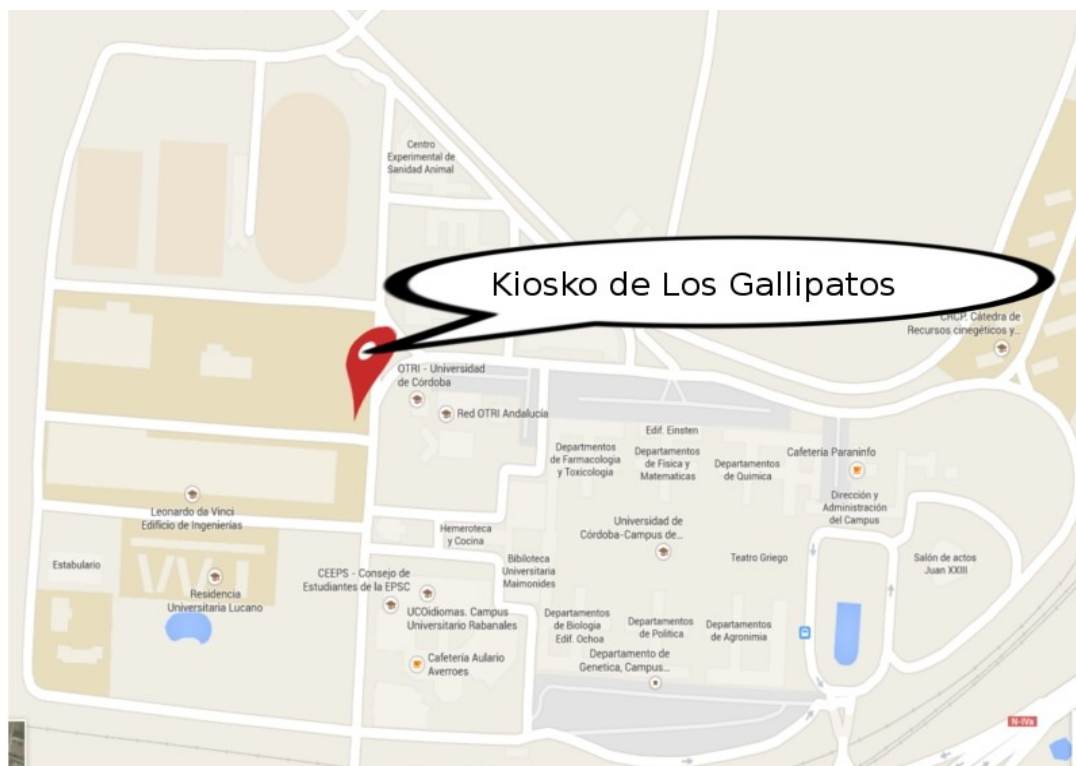 Centro
Experimental de
Sanidad Animal
Kiosko de Los Gallipatos
CRCP. Cátedra de
Recursos cinegéticos y...
OTRI - Universidad
de Córdoba
Red OTRI Andalucía
Edif. Einsten
Departmentos
de Farmacologia
y Toxicologia
Departamentos
de Fisica y
Matematicas
Departamentos
de Quimica
Cafeteria Paraninfo
Dirección y
Administración
del Campus
Leonardo da Vinci
Edificio de Ingenierías
Hemeroteca
y Cocina
Universidad de
Córdoba-Campus de...
Teatro Griego
Salón de actos
Juan XXIII
Estabulario
Residencia
Universitaria Lucano
CEEPS - Consejo de
Estudiantes de la EPSC
Biblioteca
Universitaria
Maimonides
UCOidiomas. Campus
Universitario Rabanales
Departamentos
de Biologia
Edif. Ochoa
Departamentos
de Politica
Departamentos
de Agronimia
Cafetería Aulario
Averroes
Departamento de
Genetica, Campus...
N-IVa